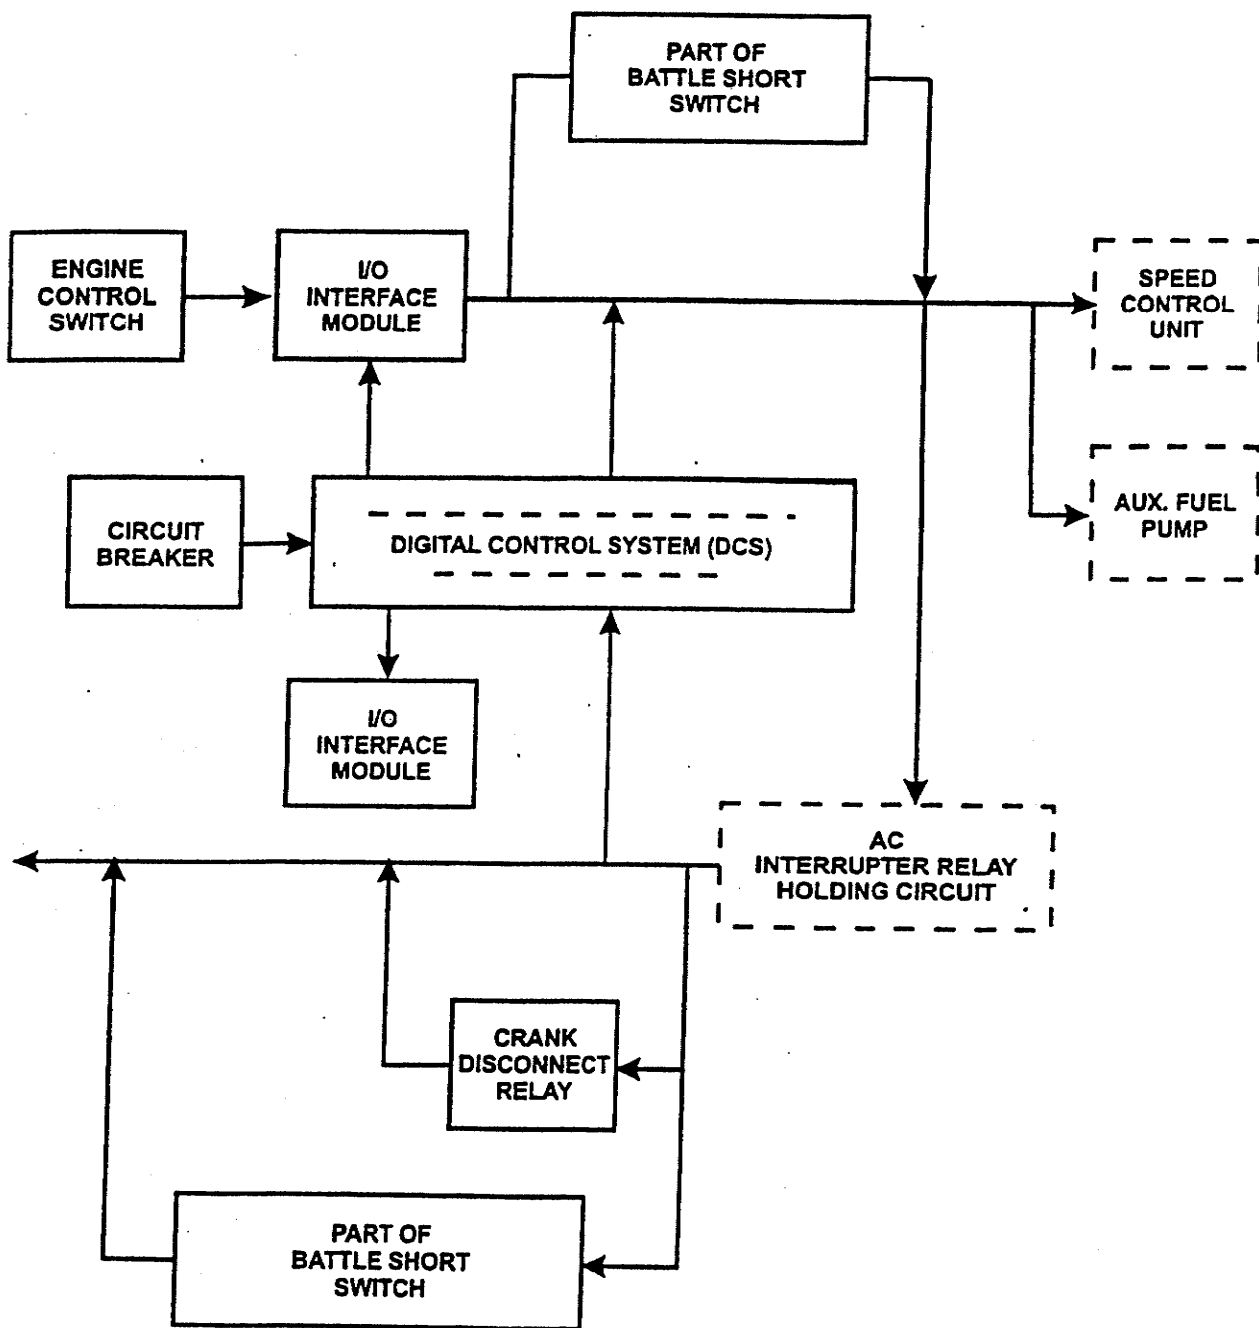 PART OF
BATTLE SHORT
SWITCH
ENGINE
CONTROL
SWITCH
I/O
INTERFACE
MODULE
SPEED
CONTROL
UNIT
CIRCUIT
BREAKER
DIGITAL CONTROL SYSTEM (DCS)
AUX. FUEL
PUMP
I/O
INTERFACE
MODULE
AC
INTERRUPTER RELAY
HOLDING CIRCUIT
CRANK
DISCONNECT
RELAY
PART OF
BATTLE SHORT
SWITCH